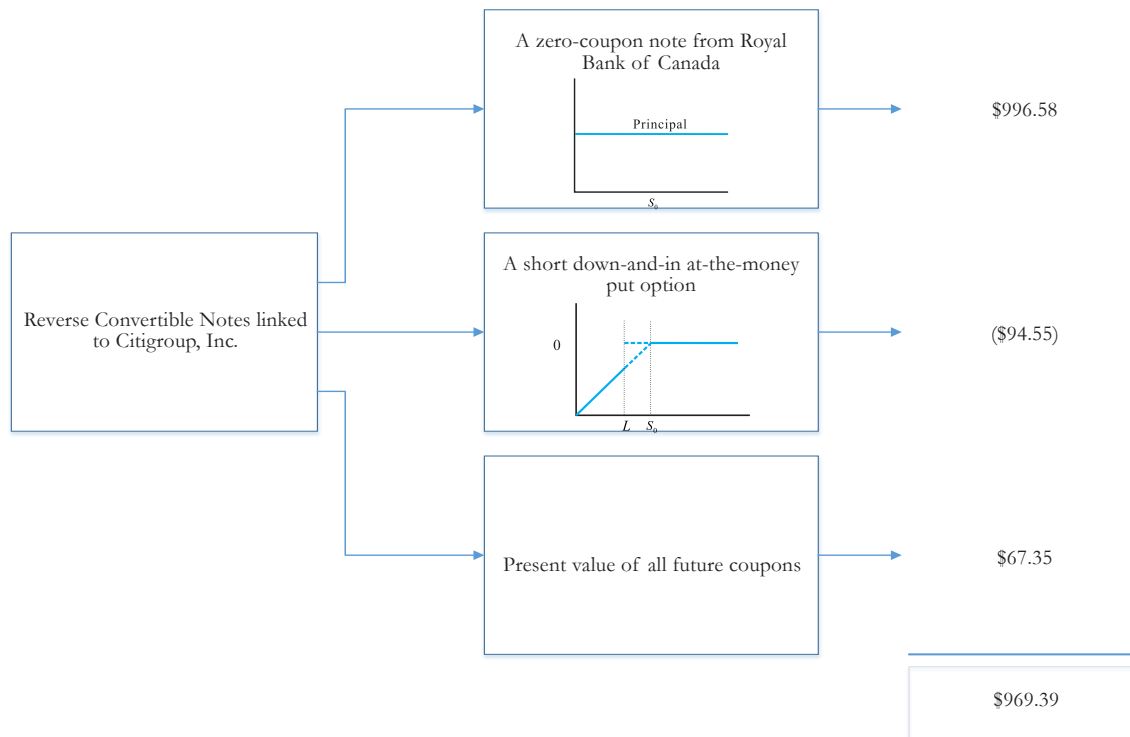 A zero-coupon note from Royal
Bank of Canada
Principal
S₀
$996.58
Reverse Convertible Notes linked
to Citigroup, Inc.
A short down-and-in at-the-money
put option
0
L S₀
($94.55)
Present value of all future coupons
$67.35
$969.39